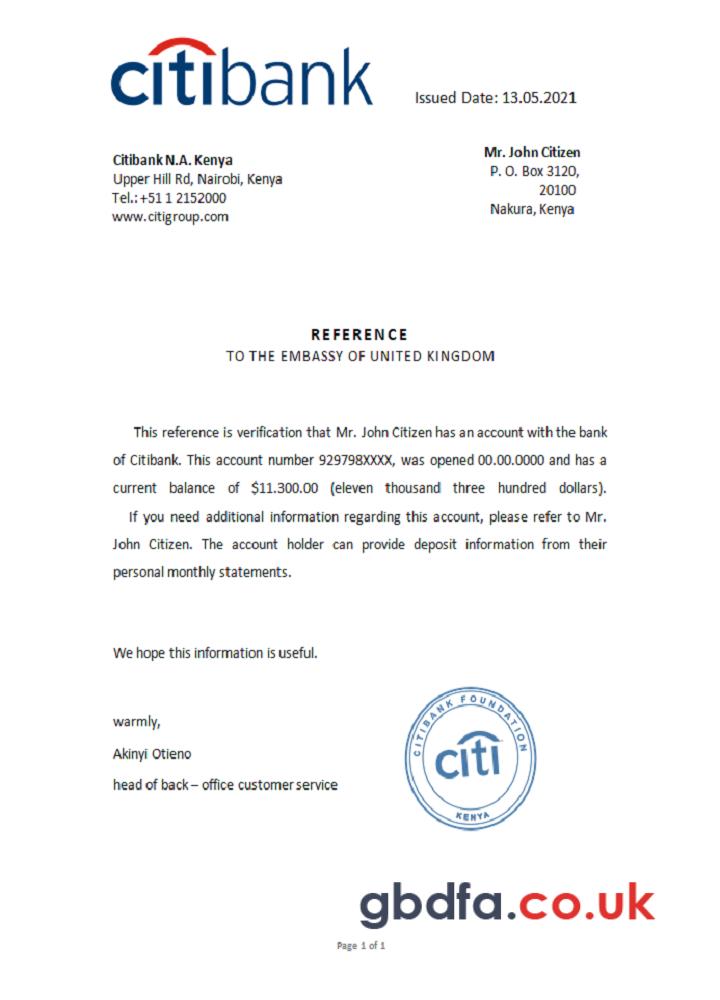 citibank
Issued Date: 13.05.2021
Citibank N.A. Kenya
Upper Hill Rd, Nairobi, Kenya
Tel.: +51 1 2152000
www.citigroup.com
Mr. John Citizen
P. O. Box 3120,
20100
Nakura, Kenya
REFERENCE
TO THE EMBASSY OF UNITED KINGDOM
This reference is verification that Mr. John Citizen has an account with the bank
of Citibank. This account number 929798XXXX, was opened 00.00.0000 and has a
current balance of $11.300.00 (eleven thousand three hundred dollars).
If you need additional information regarding this account, please refer to Mr.
John Citizen. The account holder can provide deposit information from their
personal monthly statements.
We hope this information is useful.
warmly,
Akinyi Otieno
head of back – office customer service
CITIBANK FOUNDATION
citi
KENYA
gbdfa.co.uk
Page 1 of 1